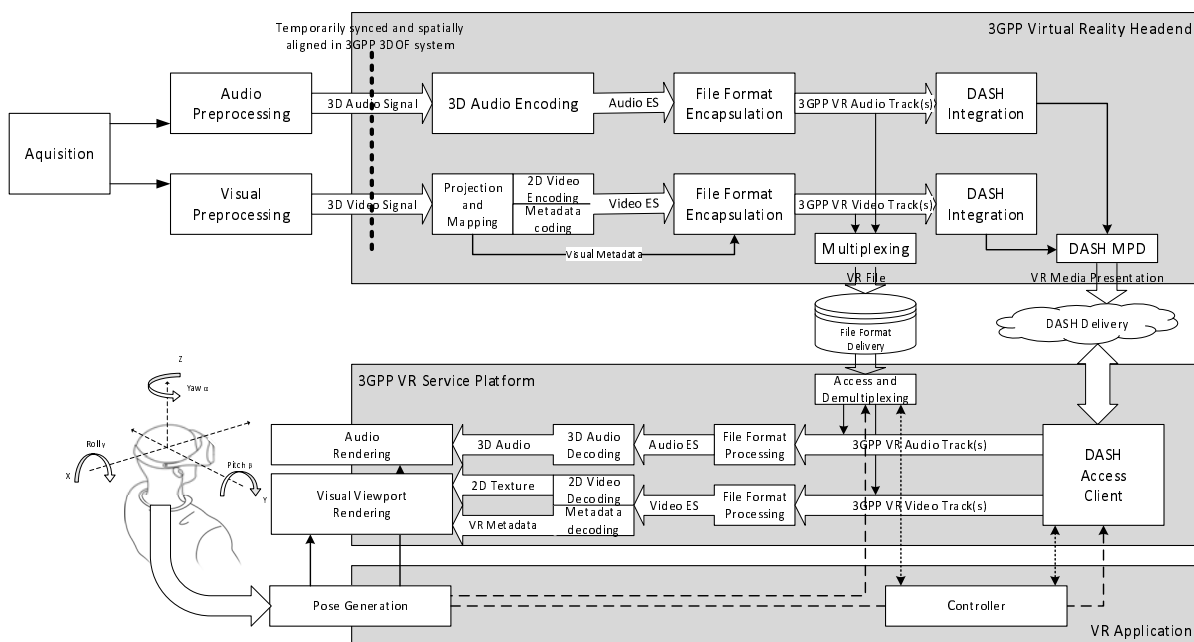 Temporarily synced and spatially
aligned in 3GPP 3DOF system
3GPP Virtual Reality Headend
Aquisition
Audio
Preprocessing
3D Audio Signal
3D Audio Encoding
Audio ES
File Format
Encapsulation
3GPP VR Audio Track(s)
DASH
Integration
Visual
Preprocessing
3D Video Signal
Projection
and
Mapping
2D Video
Encoding
Metadata
coding
Video ES
File Format
Encapsulation
3GPP VR Video Track(s)
DASH
Integration
Visual Metadata
Multiplexing
DASH MPD
VR File
VR Media Presentation
File Format
Delivery
DASH Delivery
3GPP VR Service Platform
Access and
Demultiplexing
Z
Yaw α
Roll γ
X
Pitch β
Y
Audio
Rendering
3D Audio
3D Audio
Decoding
Audio ES
File Format
Processing
3GPP VR Audio Track(s)
DASH
Access
Client
Visual Viewport
Rendering
2D Texture
VR Metadata
2D Video
Decoding
Metadata
decoding
Video ES
File Format
Processing
3GPP VR Video Track(s)
Pose Generation
Controller
VR Application